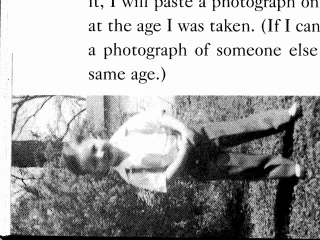 it, I will paste a photograph on
at the age I was taken. (If I can
a photograph of someone else
same age.)